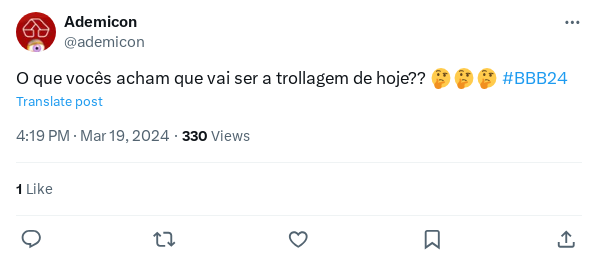 Ademicon
@ademicon
O que vocês acham que vai ser a trollagem de hoje?? 🤔🤔🤔 #BBB24
Translate post
4:19 PM · Mar 19, 2024 · 330 Views
1 Like